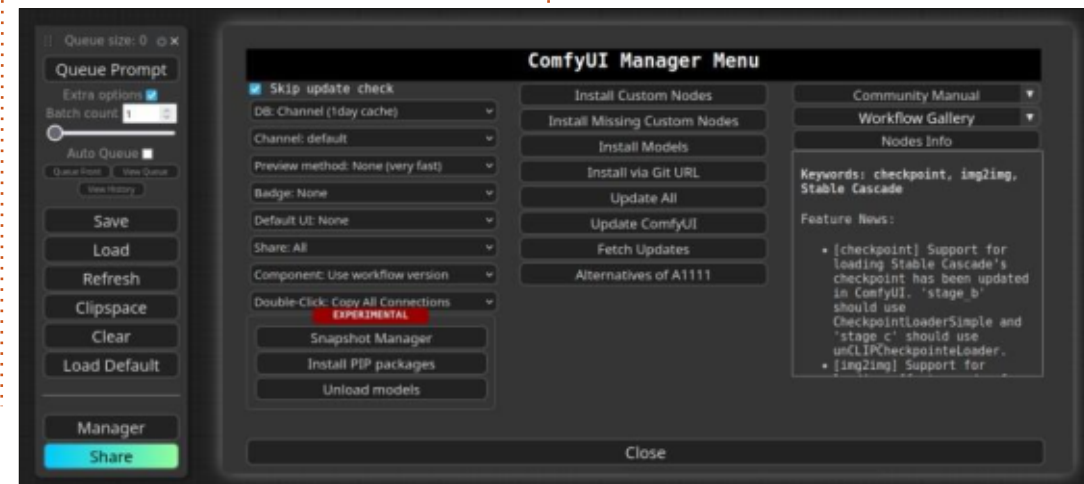 Queue size: 0
Queue Prompt
Extra options
Batch count 1
Auto Queue
Queue Front View Queue
View History
Save
Load
Refresh
Clipspace
Clear
Load Default
Manager
Share
ComfyUI Manager Menu
Skip update check
DB: Channel (1day cache)
Channel: default
Preview method: None (very fast)
Badge: None
Default UI: None
Share: All
Component: Use workflow version
Double-Click: Copy All Connections
EXPERIMENTAL
Snapshot Manager
Install PIP packages
Unload models
Install Custom Nodes
Install Missing Custom Nodes
Install Models
Install via Git URL
Update All
Update ComfyUI
Fetch Updates
Alternatives of A1111
Community Manual
Workflow Gallery
Nodes Info
Keywords: checkpoint, img2img,
Stable Cascade
Feature News:
• [checkpoint] Support for
loading Stable Cascade's
checkpoint has been updated
in ComfyUI. 'stage_b'
should use
CheckpointLoaderSimple and
'stage c' should use
unCLIPCheckpointeLoader.
• [img2img] Support for
Close